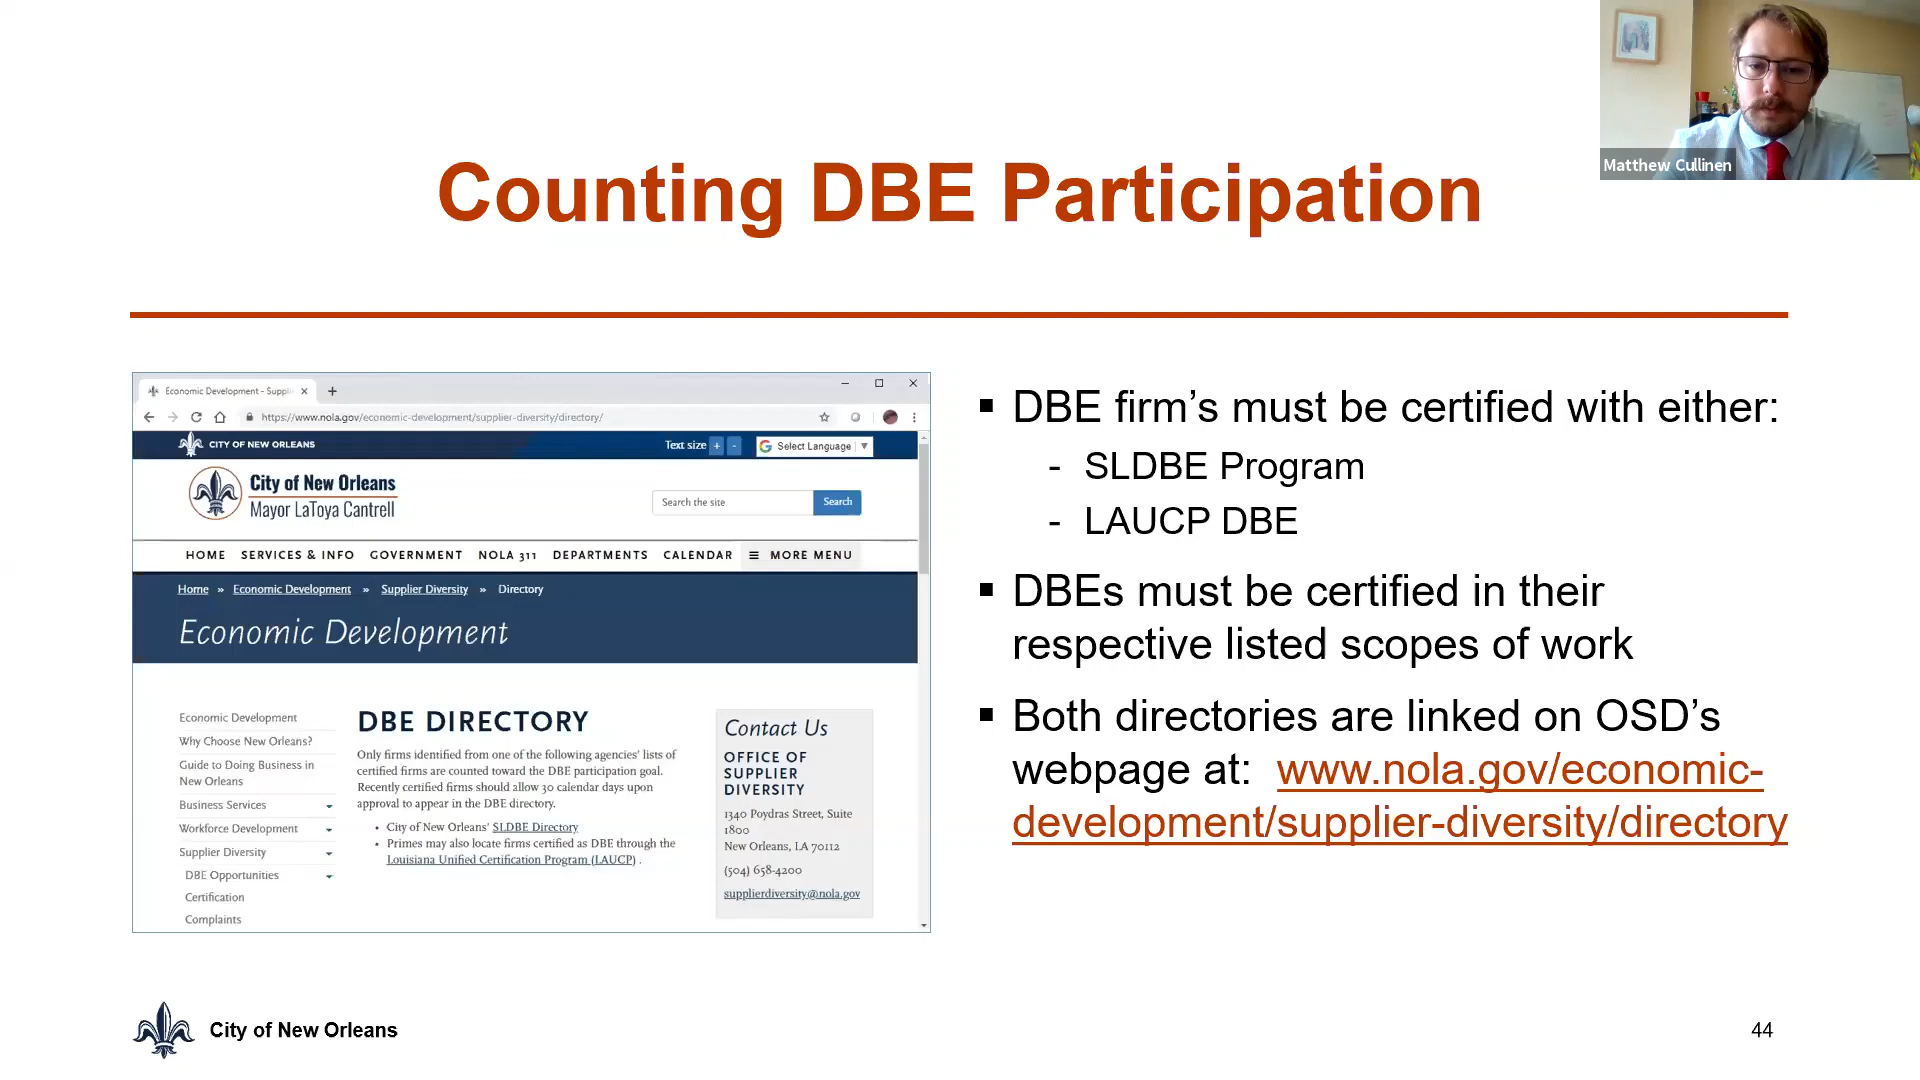 Matthew Cullinen
Counting DBE Participation
Economic Development - Suppl
https://www.nola.gov/economic-development/supplier-diversity/directory/
CITY OF NEW ORLEANS
Text size + -
Select Language
City of New Orleans
Mayor LaToya Cantrell
Search the site
Search
HOME SERVICES & INFO GOVERNMENT NOLA 311 DEPARTMENTS CALENDAR ≡ MORE MENU
Home » Economic Development » Supplier Diversity » Directory
Economic Development
Economic Development
Why Choose New Orleans?
Guide to Doing Business in
New Orleans
Business Services
Workforce Development
Supplier Diversity
DBE Opportunities
Certification
Complaints
DBE DIRECTORY
Only firms identified from one of the following agencies' lists of
certified firms are counted toward the DBE participation goal.
Recently certified firms should allow 30 calendar days upon
approval to appear in the DBE directory.
• City of New Orleans' SLDBE Directory
• Primes may also locate firms certified as DBE through the
Louisiana Unified Certification Program (LAUCP) .
Contact Us
OFFICE OF
SUPPLIER
DIVERSITY
1340 Poydras Street, Suite
1800
New Orleans, LA 70112
(504) 658-4200
supplierdiversity@nola.gov
▪ DBE firm’s must be certified with either:
- SLDBE Program
- LAUCP DBE
▪ DBEs must be certified in their
respective listed scopes of work
▪ Both directories are linked on OSD’s
webpage at: www.nola.gov/economic-
development/supplier-diversity/directory
City of New Orleans
44